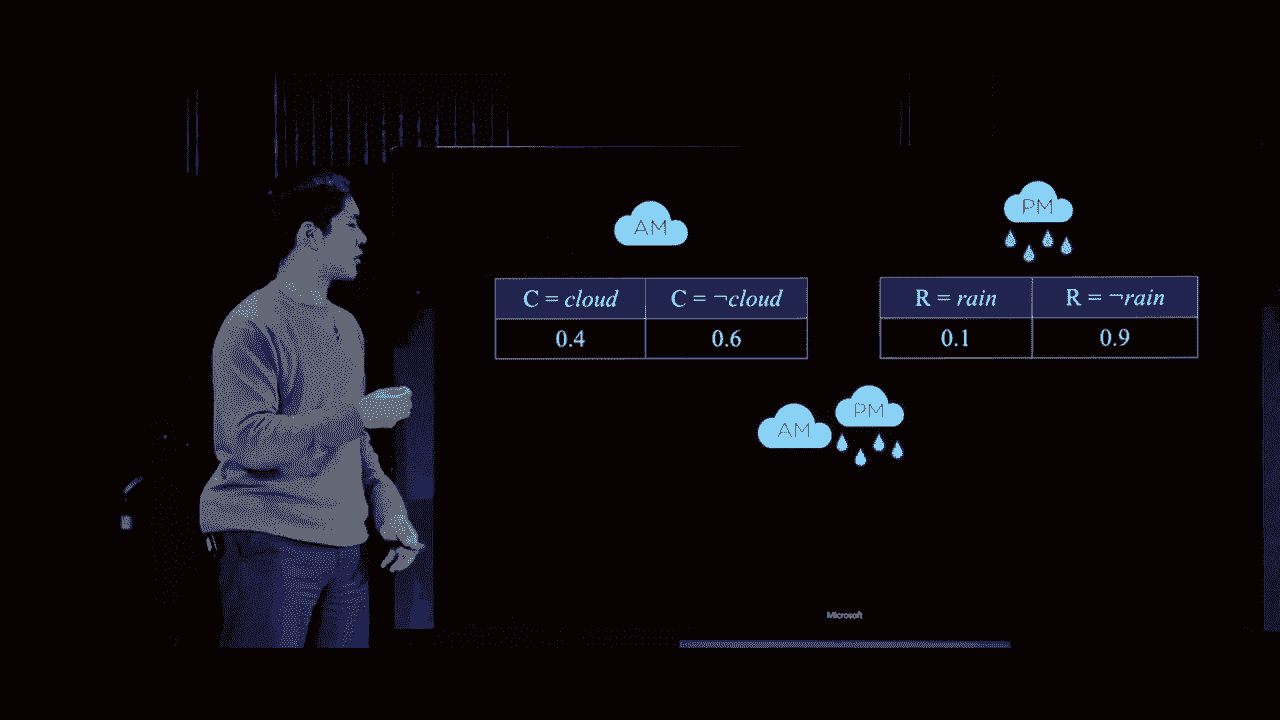 AM
PM
C = cloud C = ¬cloud
0.4 0.6
R = rain R = ¬rain
0.1 0.9
AM PM
Microsoft